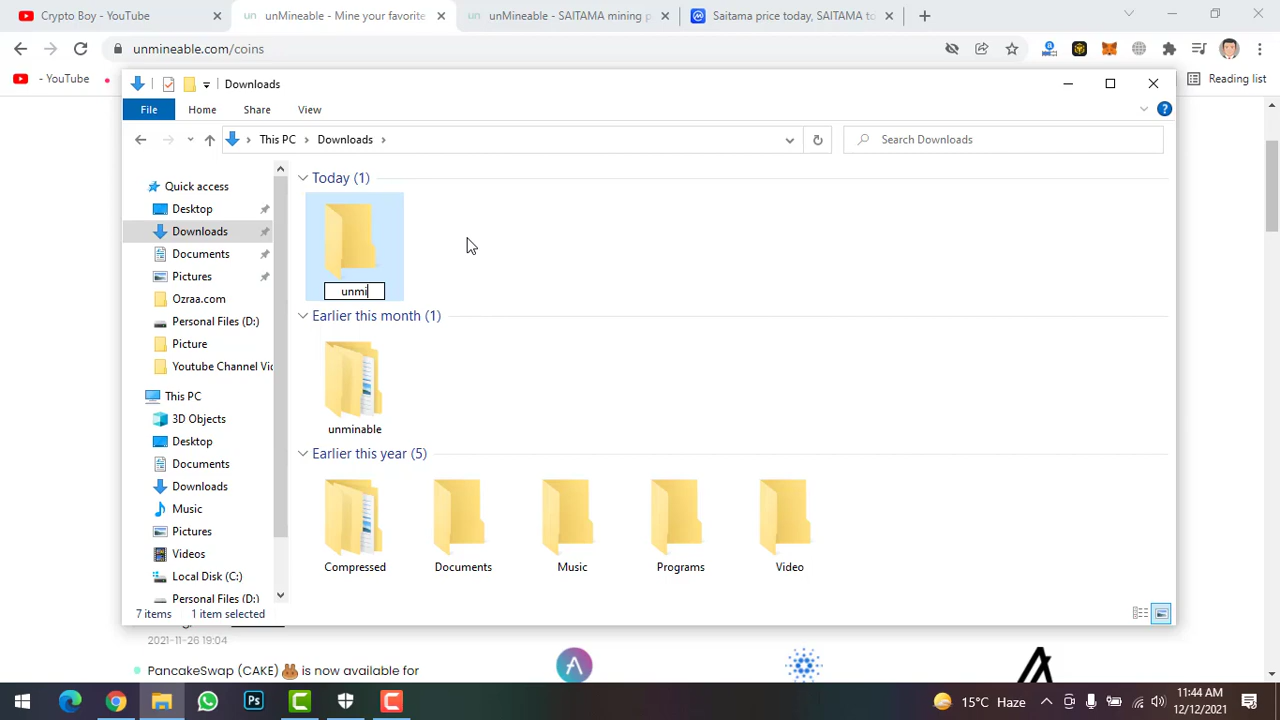 Crypto Boy - YouTube
unMineable - Mine your favorite
unMineable - SAITAMA mining p
Saitama price today, SAITAMA to
unmineable.com/coins
- YouTube
Reading list
Downloads
File
Home
Share
View
This PC
Downloads
Search Downloads
Quick access
Desktop
Downloads
Documents
Pictures
Ozraa.com
Personal Files (D:)
Picture
Youtube Channel Vic
This PC
3D Objects
Desktop
Documents
Downloads
Music
Pictures
Videos
Local Disk (C:)
Personal Files (D:)
Today (1)
unmi
Earlier this month (1)
unminable
Earlier this year (5)
Compressed
Documents
Music
Programs
Video
7 items
1 item selected
2021-11-26 19:04
PancakeSwap (CAKE) 🥞 is now available for
15°C Haze
11:44 AM
12/12/2021